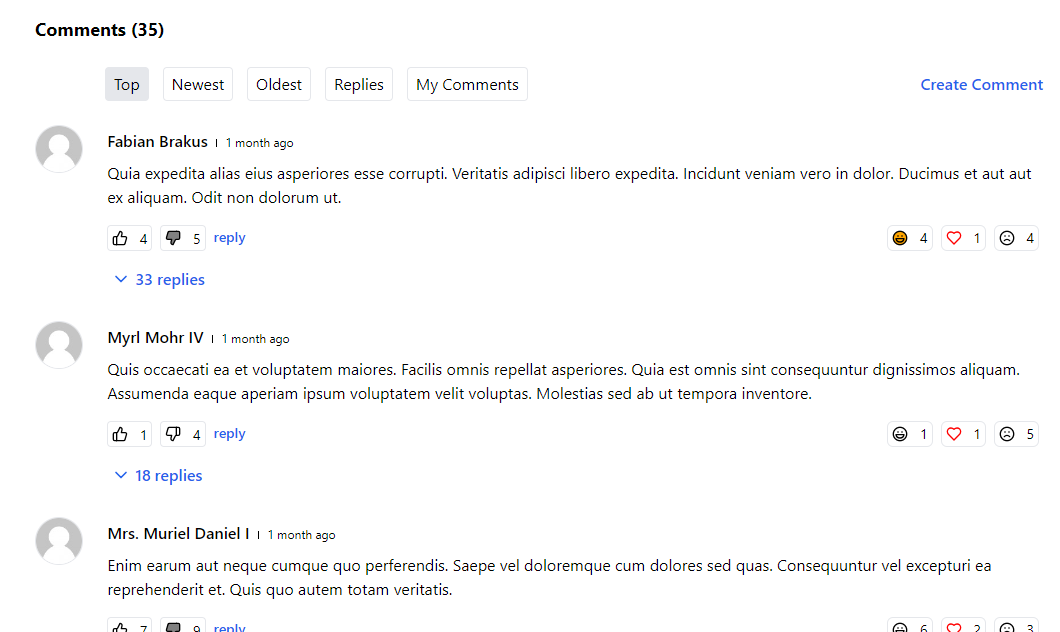 Comments (35)
Top Newest Oldest Replies My Comments Create Comment
Fabian Brakus | 1 month ago
Quia expedita alias eius asperiores esse corrupti. Veritatis adipisci libero expedita. Incidunt veniam vero in dolor. Ducimus et aut aut
ex aliquam. Odit non dolorum ut.
4 5 reply 4 1 4
33 replies
Myrl Mohr IV | 1 month ago
Quis occaecati ea et voluptatem maiores. Facilis omnis repellat asperiores. Quia est omnis sint consequuntur dignissimos aliquam.
Assumenda eaque aperiam ipsum voluptatem velit voluptas. Molestias sed ab ut tempora inventore.
1 4 reply 1 1 5
18 replies
Mrs. Muriel Daniel I | 1 month ago
Enim earum aut neque cumque quo perferendis. Saepe vel doloremque cum dolores sed quas. Consequuntur vel excepturi ea
reprehenderit et. Quis quo autem totam veritatis.
7 9 reply 6 2 3